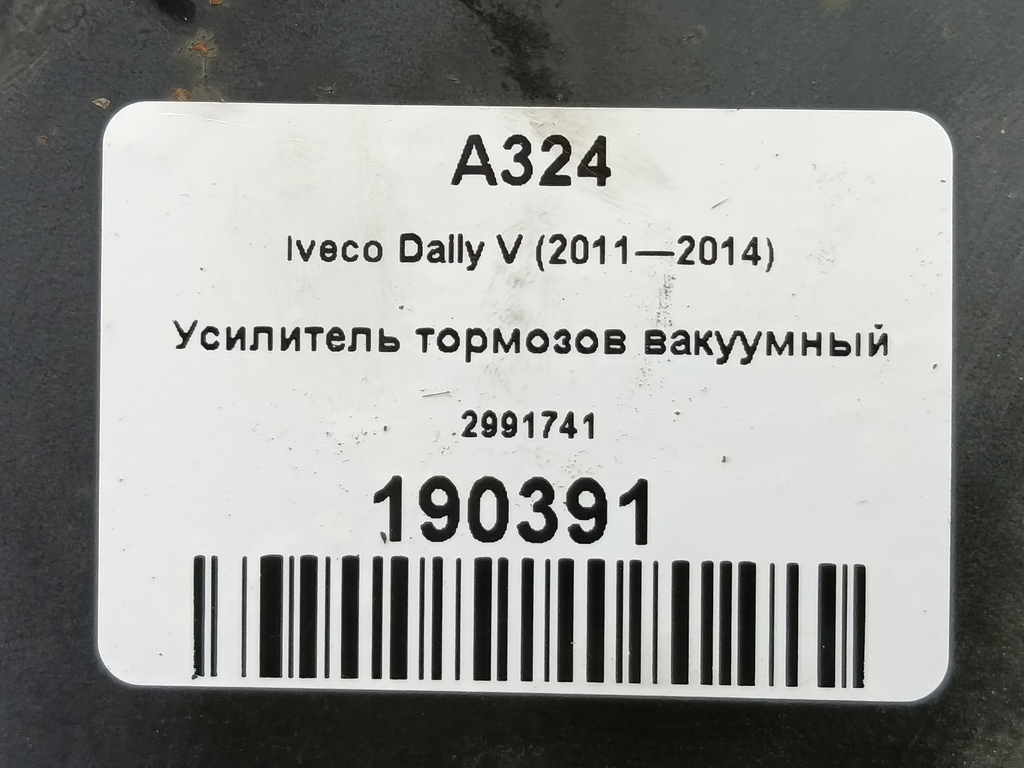 A324
Iveco Daily V (2011—2014)
Усилитель тормозов вакуумный
2991741
190391